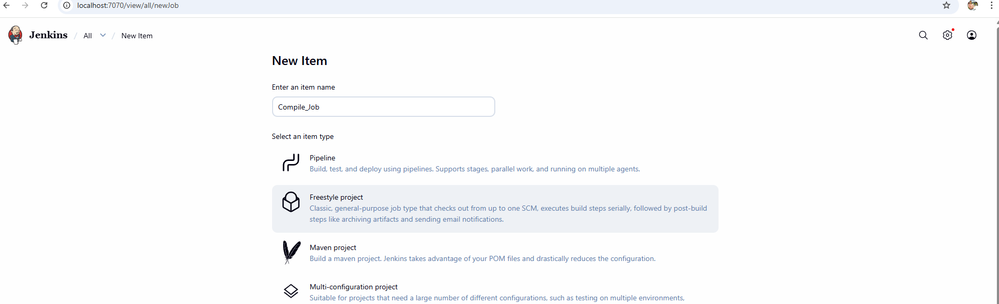 localhost:7070/view/all/newJob
Jenkins / All / New Item
New Item
Enter an item name
Compile_Job
Select an item type
Pipeline
Build, test, and deploy using pipelines. Supports stages, parallel work, and running on multiple agents.
Freestyle project
Classic, general-purpose job type that checks out from up to one SCM, executes build steps serially, followed by post-build
steps like archiving artifacts and sending email notifications.
Maven project
Build a maven project. Jenkins takes advantage of your POM files and drastically reduces the configuration.
Multi-configuration project
Suitable for projects that need a large number of different configurations, such as testing on multiple environments,